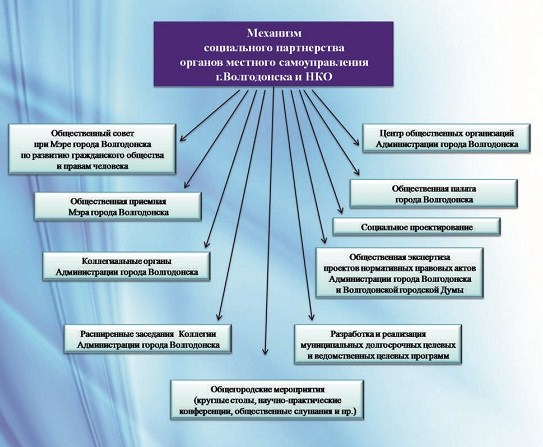 Механизм
социального партнерства
органов местного самоуправления
г.Волгодонска и НКО
Общественный совет
при Мэре города Волгодонска
по развитию гражданского общества
и правам человека
Центр общественных организаций
Администрации города Волгодонска
Общественная приемная
Мэра города Волгодонска
Общественная палата
города Волгодонска
Социальное проектирование
Коллегиальные органы
Администрации города Волгодонска
Общественная экспертиза
проектов нормативных правовых актов
Администрации города Волгодонска
и Волгодонской городской Думы
Расширенные заседания Коллегии
Администрации города Волгодонска
Разработка и реализация
муниципальных долгосрочных целевых
и ведомственных целевых программ
Общегородские мероприятия
(круглые столы, научно-практические
конференции, общественные слушания и пр.)